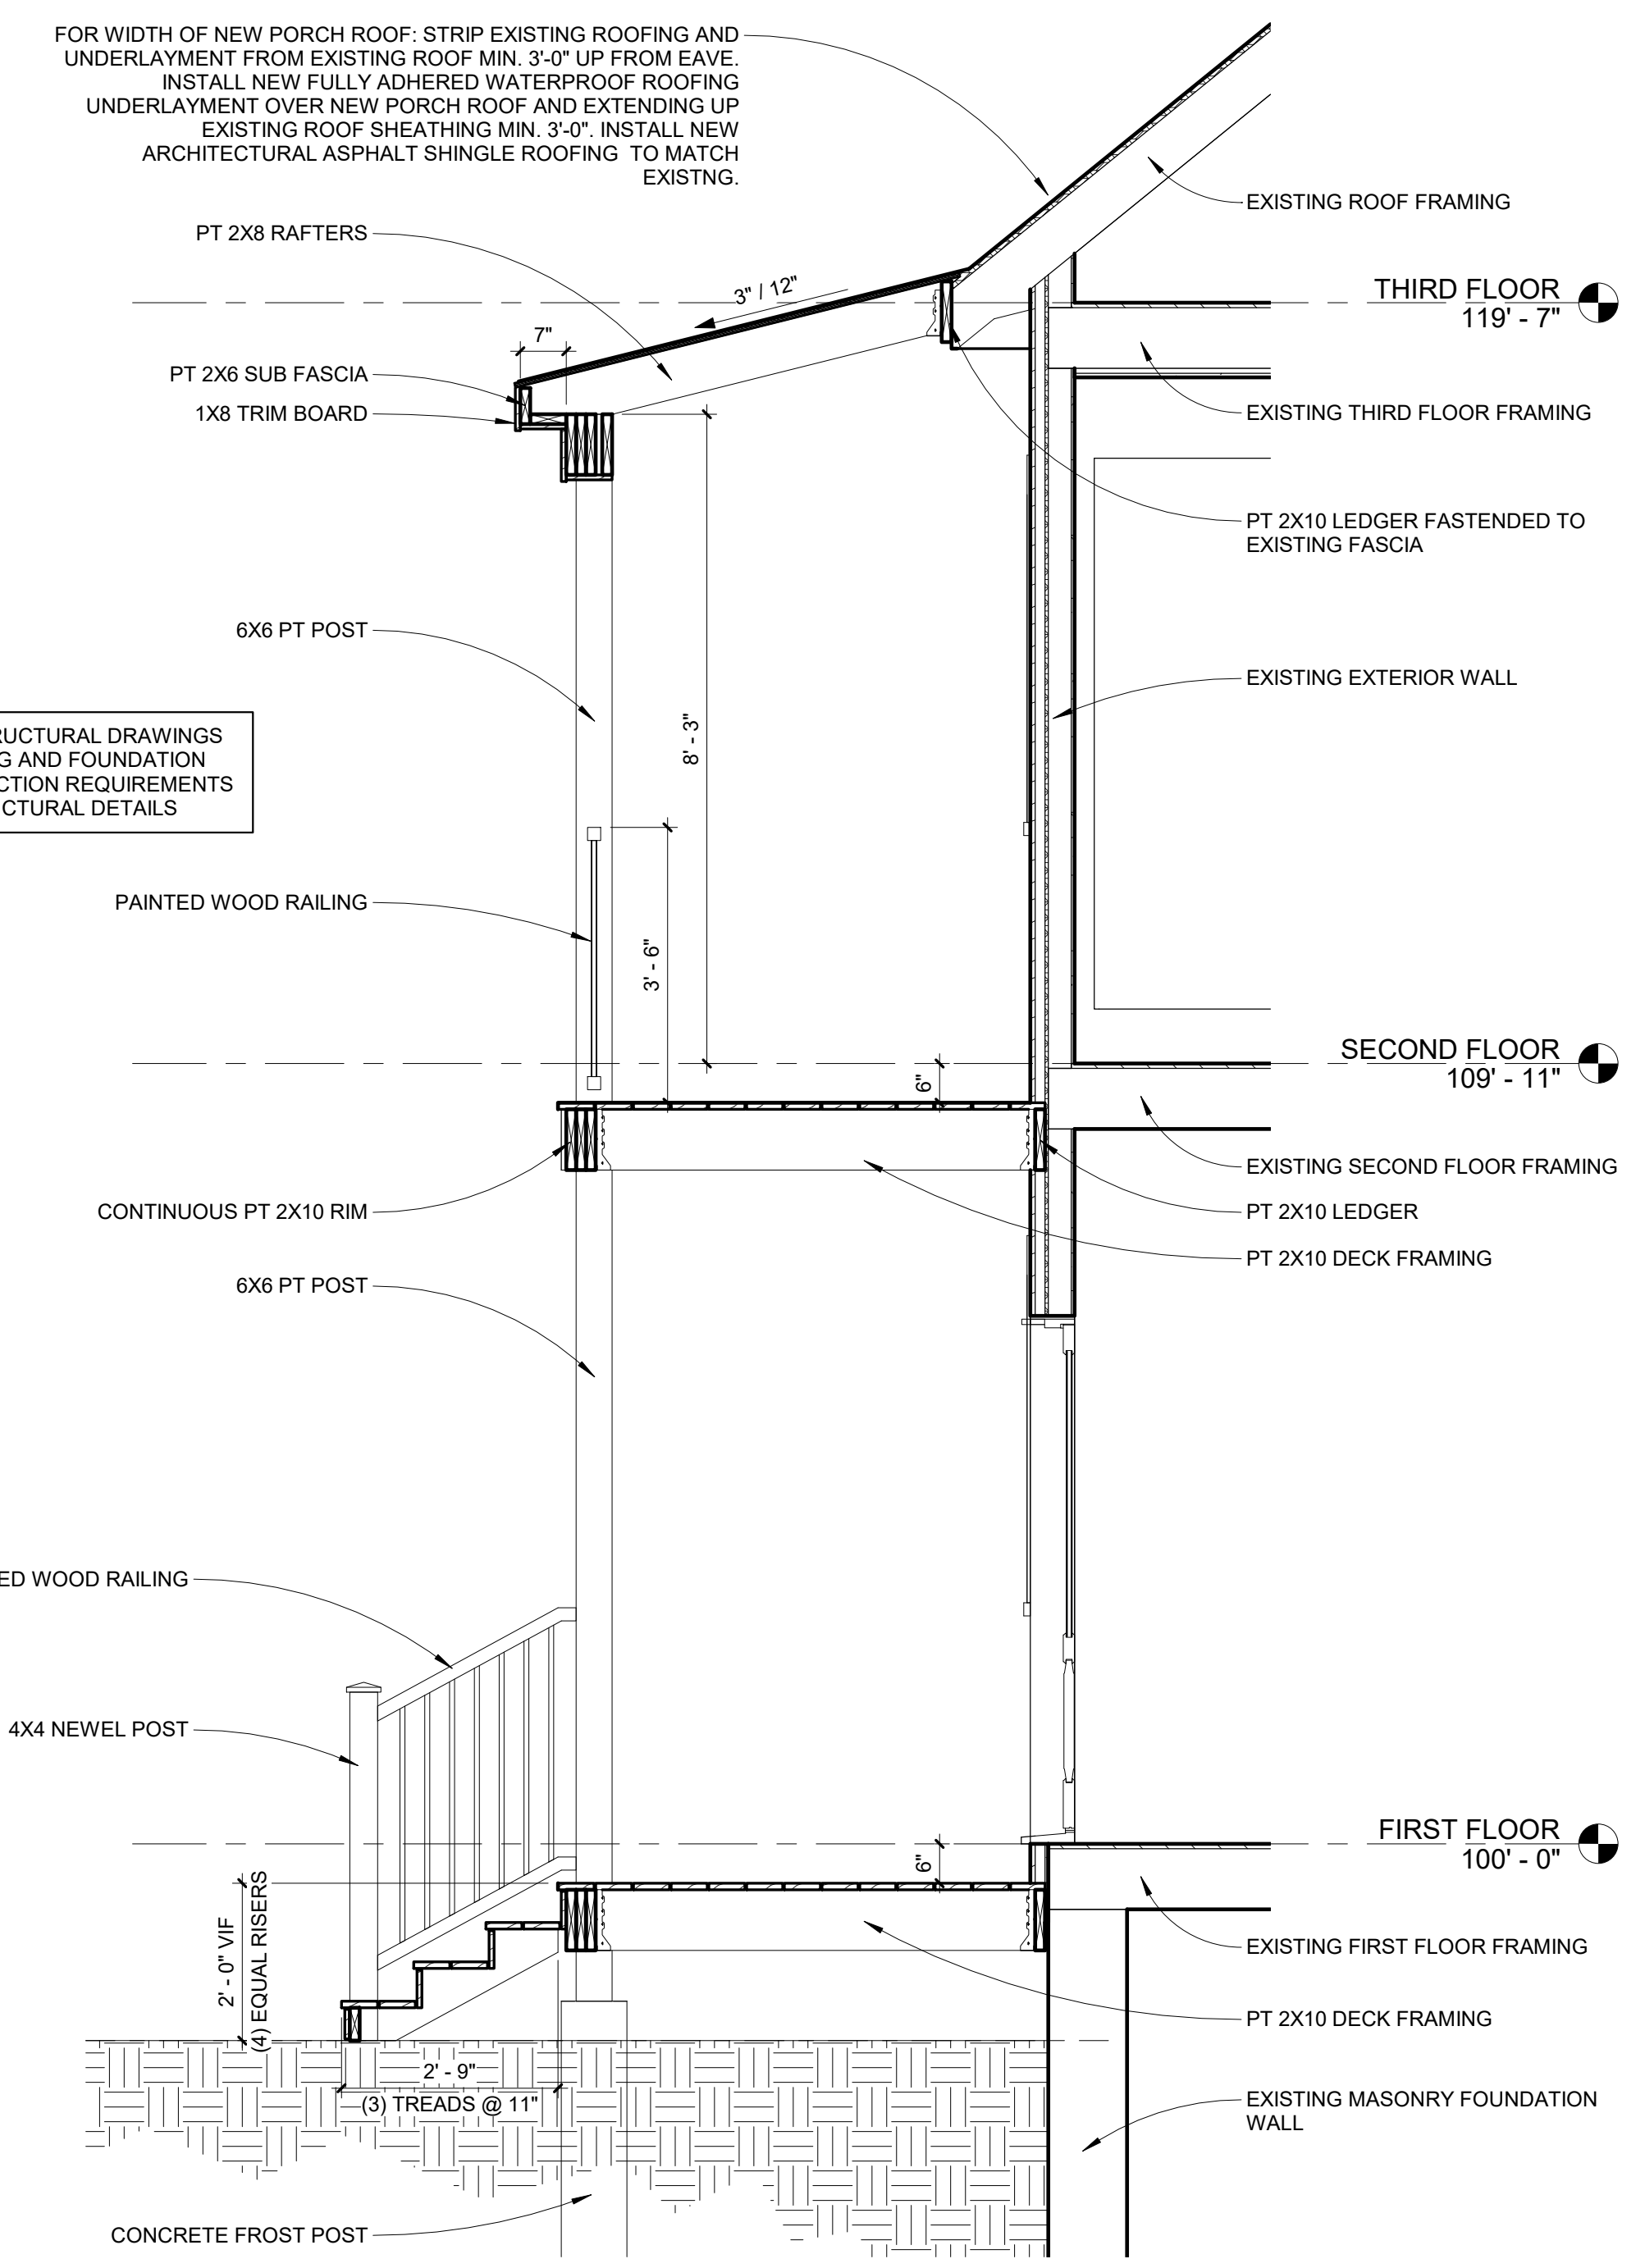 FOR WIDTH OF NEW PORCH ROOF: STRIP EXISTING ROOFING AND
UNDERLAYMENT FROM EXISTING ROOF MIN. 3'-0" UP FROM EAVE.
INSTALL NEW FULLY ADHERED WATERPROOF ROOFING
UNDERLAYMENT OVER NEW PORCH ROOF AND EXTENDING UP
EXISTING ROOF SHEATHING MIN. 3'-0". INSTALL NEW
ARCHITECTURAL ASPHALT SHINGLE ROOFING TO MATCH
EXISTNG.
EXISTING ROOF FRAMING
PT 2X8 RAFTERS
3" / 12"
THIRD FLOOR
119' - 7"
7"
PT 2X6 SUB FASCIA
1X8 TRIM BOARD
EXISTING THIRD FLOOR FRAMING
PT 2X10 LEDGER FASTENDED TO
EXISTING FASCIA
6X6 PT POST
EXISTING EXTERIOR WALL
8' - 3"
RUCTURAL DRAWINGS
G AND FOUNDATION
CTION REQUIREMENTS
CTURAL DETAILS
PAINTED WOOD RAILING
3' - 6"
SECOND FLOOR
109' - 11"
6"
EXISTING SECOND FLOOR FRAMING
CONTINUOUS PT 2X10 RIM
PT 2X10 LEDGER
PT 2X10 DECK FRAMING
6X6 PT POST
ED WOOD RAILING
4X4 NEWEL POST
FIRST FLOOR
100' - 0"
6"
2' - 0" VIF
(4) EQUAL RISERS
EXISTING FIRST FLOOR FRAMING
PT 2X10 DECK FRAMING
2' - 9"
(3) TREADS @ 11"
EXISTING MASONRY FOUNDATION
WALL
CONCRETE FROST POST